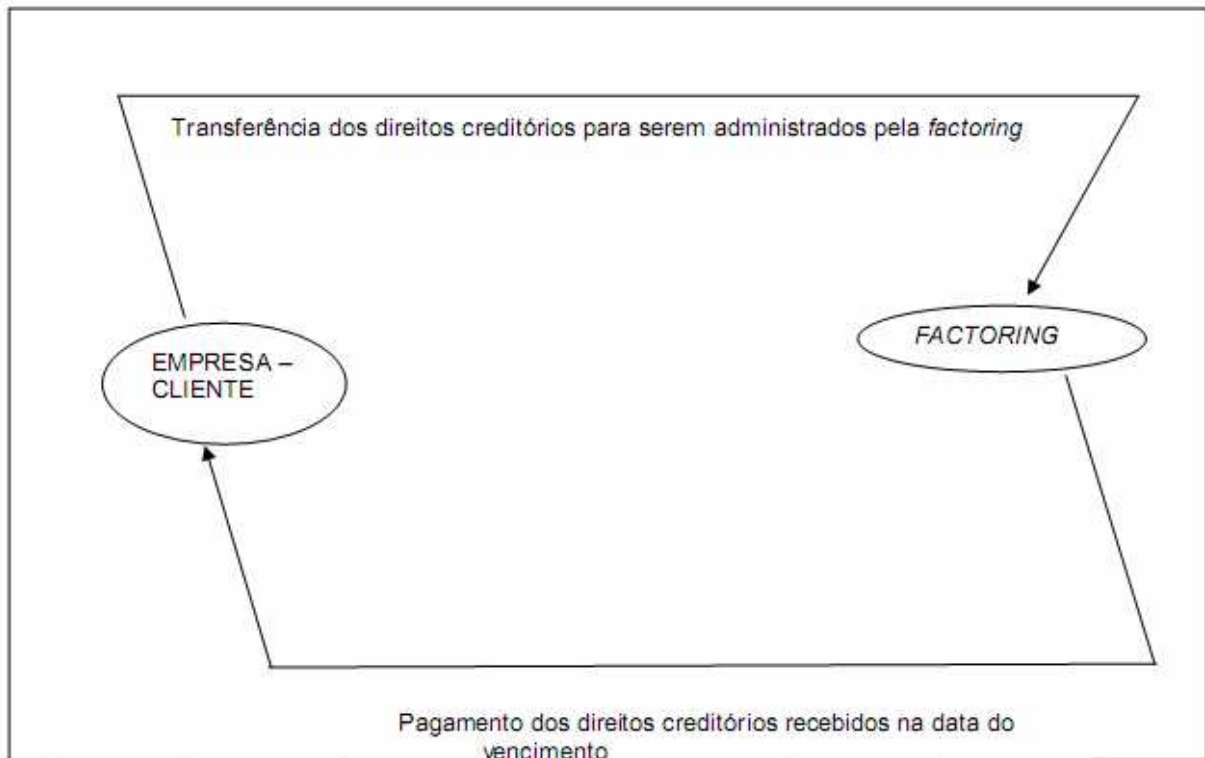 Transferência dos direitos creditórios para serem administrados pela factoring
FACTORING
EMPRESA –
CLIENTE
Pagamento dos direitos creditórios recebidos na data do
vencimento